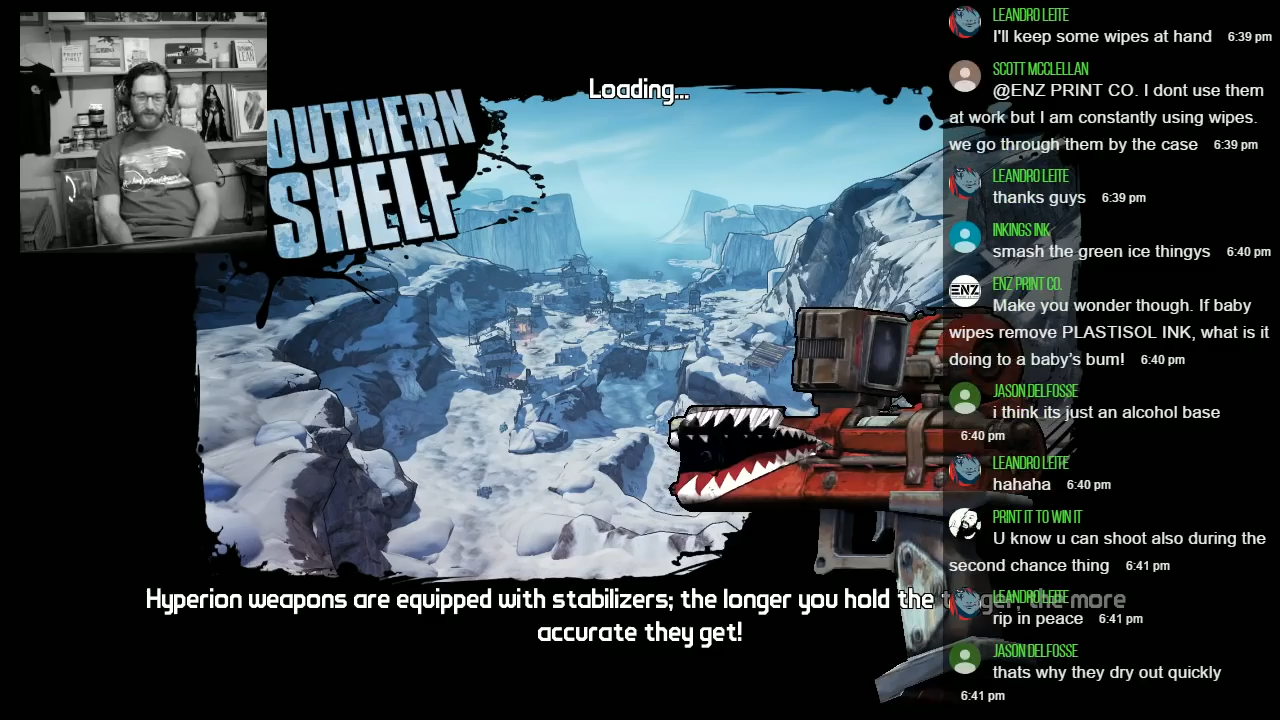 Loading...
OUTHERN
SHELF
Hyperion weapons are equipped with stabilizers; the longer you hold the trigger, the more
accurate they get!
LEANDRO LEITE
I'll keep some wipes at hand 6:39 pm
SCOTT MCCLELLAN
@ENZ PRINT CO. I dont use them
at work but I am constantly using wipes.
we go through them by the case 6:39 pm
LEANDRO LEITE
thanks guys 6:39 pm
INKINGS INK
smash the green ice thingys 6:40 pm
ENZ
ENZ PRINT CO.
Make you wonder though. If baby
wipes remove PLASTISOL INK, what is it
doing to a baby's bum! 6:40 pm
JASON DELFOSSE
i think its just an alcohol base
6:40 pm
LEANDRO LEITE
hahaha 6:40 pm
PRINT IT TO WIN IT
U know u can shoot also during the
second chance thing 6:41 pm
LEANDRO LEITE
rip in peace 6:41 pm
JASON DELFOSSE
thats why they dry out quickly
6:41 pm